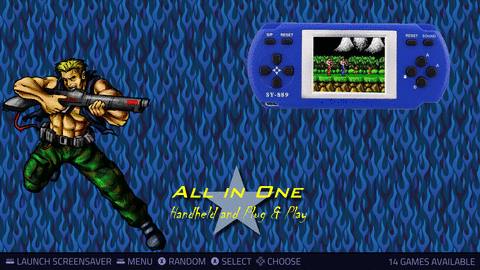 S/P RESET
RESET SOUND
A
A
B
SY-889
All in One
Handheld and Plug & Play
LAUNCH SCREENSAVER MENU RANDOM SELECT CHOOSE
14 GAMES AVAILABLE